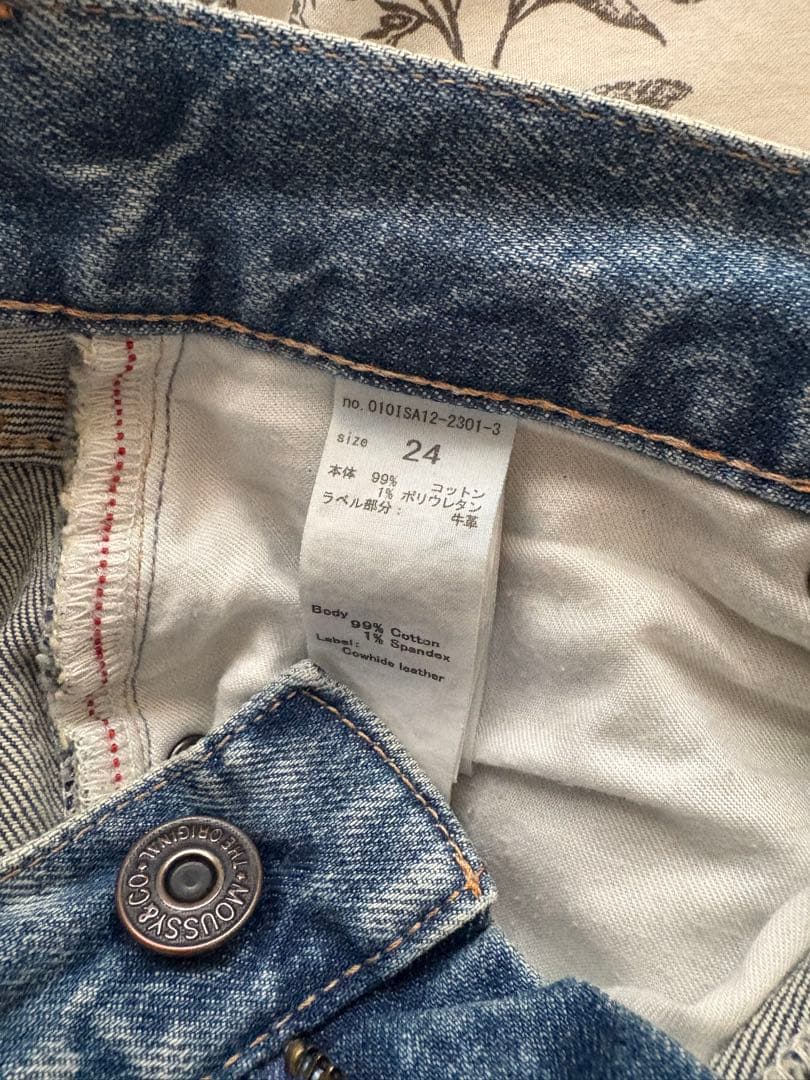 no.010ISA12-2301-3
size 24
本体 99% コットン
1% ポリウレタン
ラベル部分: 牛革
Body
99% Cotton
1% Spandex
Label:
Cowhide leather
MOUSSY&CO
THE ORIGINAL